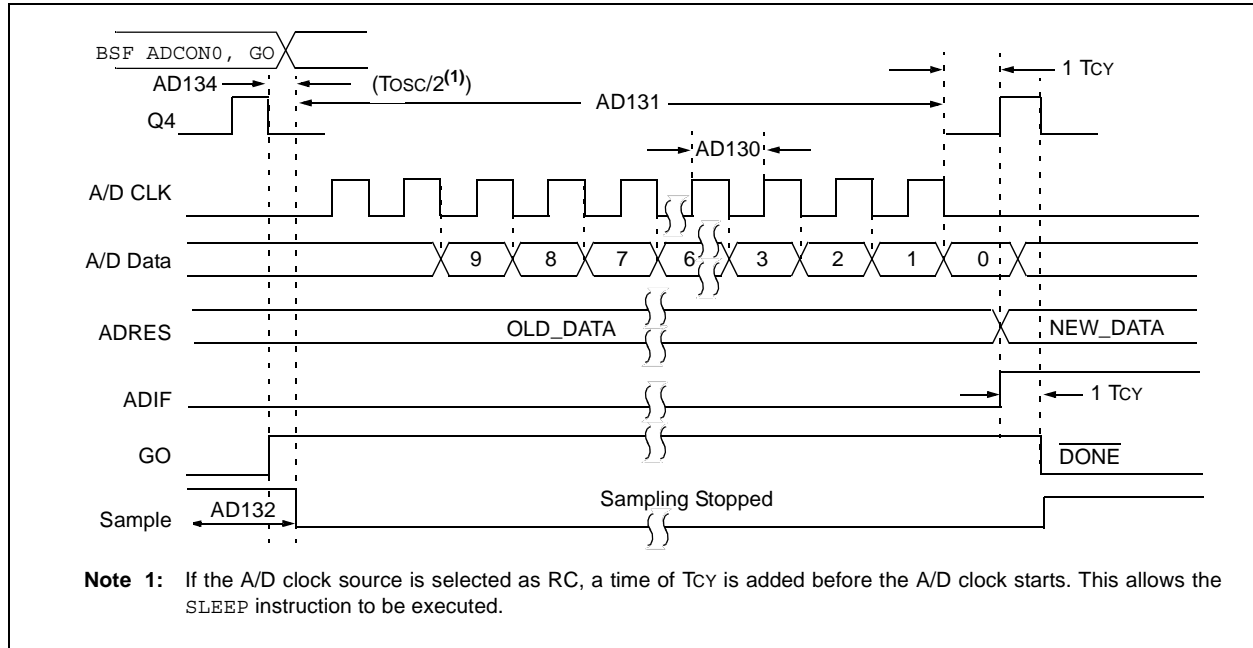 BSF ADCON0, GO
AD134
(TOSC/2(1))
AD131
1 TCY
Q4
AD130
A/D CLK
A/D Data
9 8 7 6 3 2 1 0
ADRES
OLD_DATA
NEW_DATA
ADIF
1 TCY
GO
DONE
Sample
AD132
Sampling Stopped
Note 1: If the A/D clock source is selected as RC, a time of TCY is added before the A/D clock starts. This allows the
SLEEP instruction to be executed.